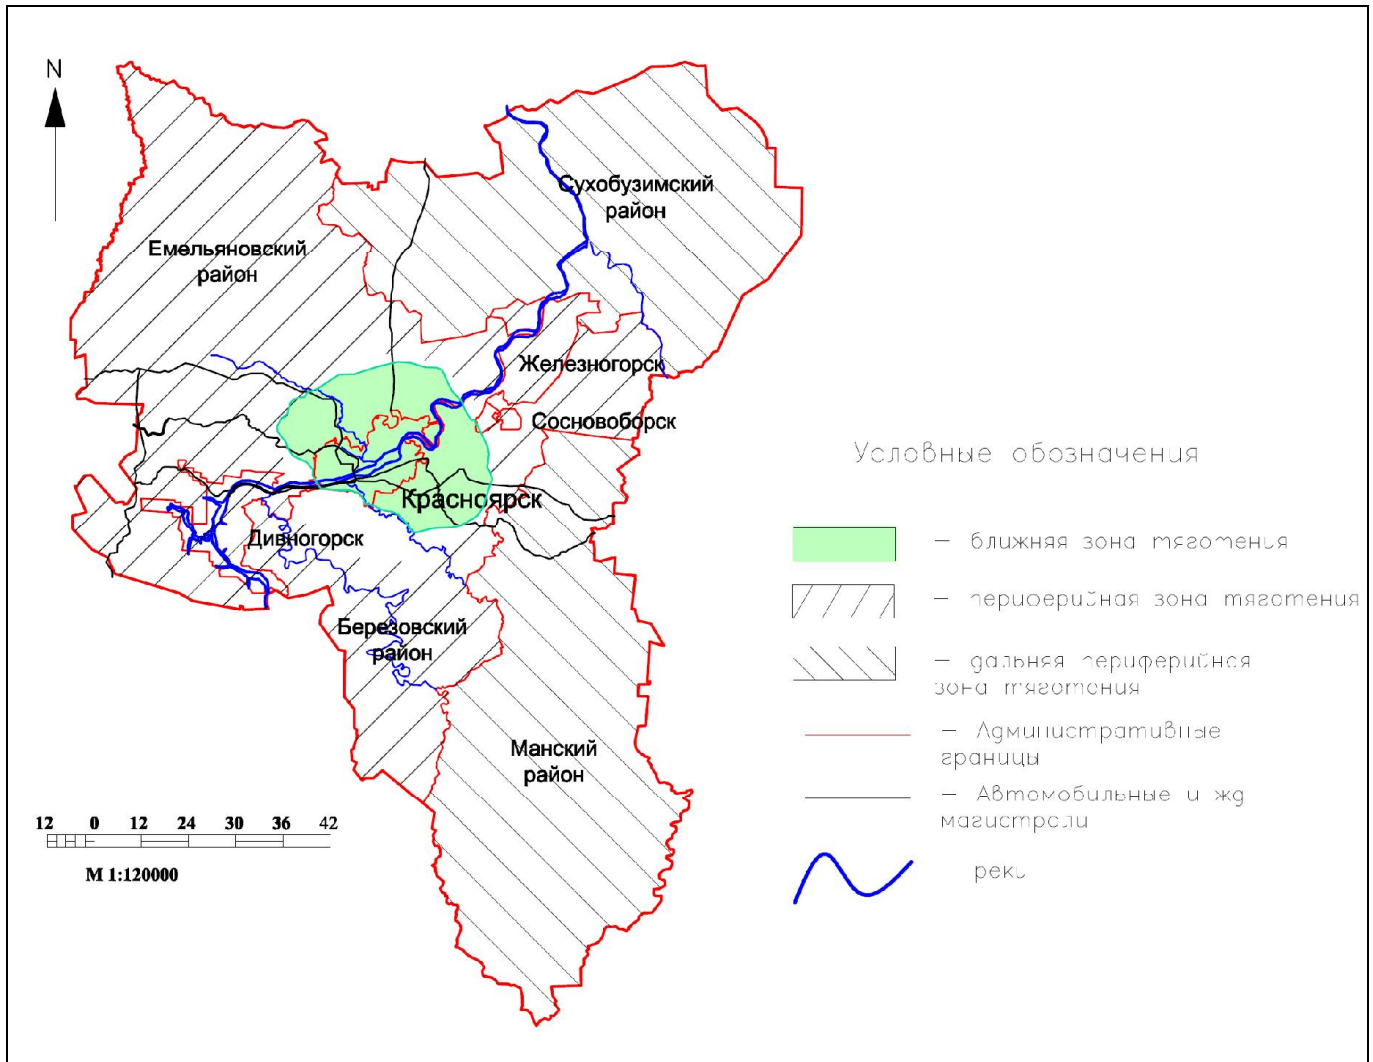 N
Сухобузимский
район
Емельяновский
район
Железногорск
Сосновоборск
Красноярск
Дивногорск
Березовский
район
Манский
район
Условные обозначения
– ближняя зона тяготения
– периферийная зона тяготения
– дальняя периферийная
зона тяготения
– Административные
границы
– Автомобильные и жд
магистрали
реки
12 0 12 24 30 36 42
М 1:120000